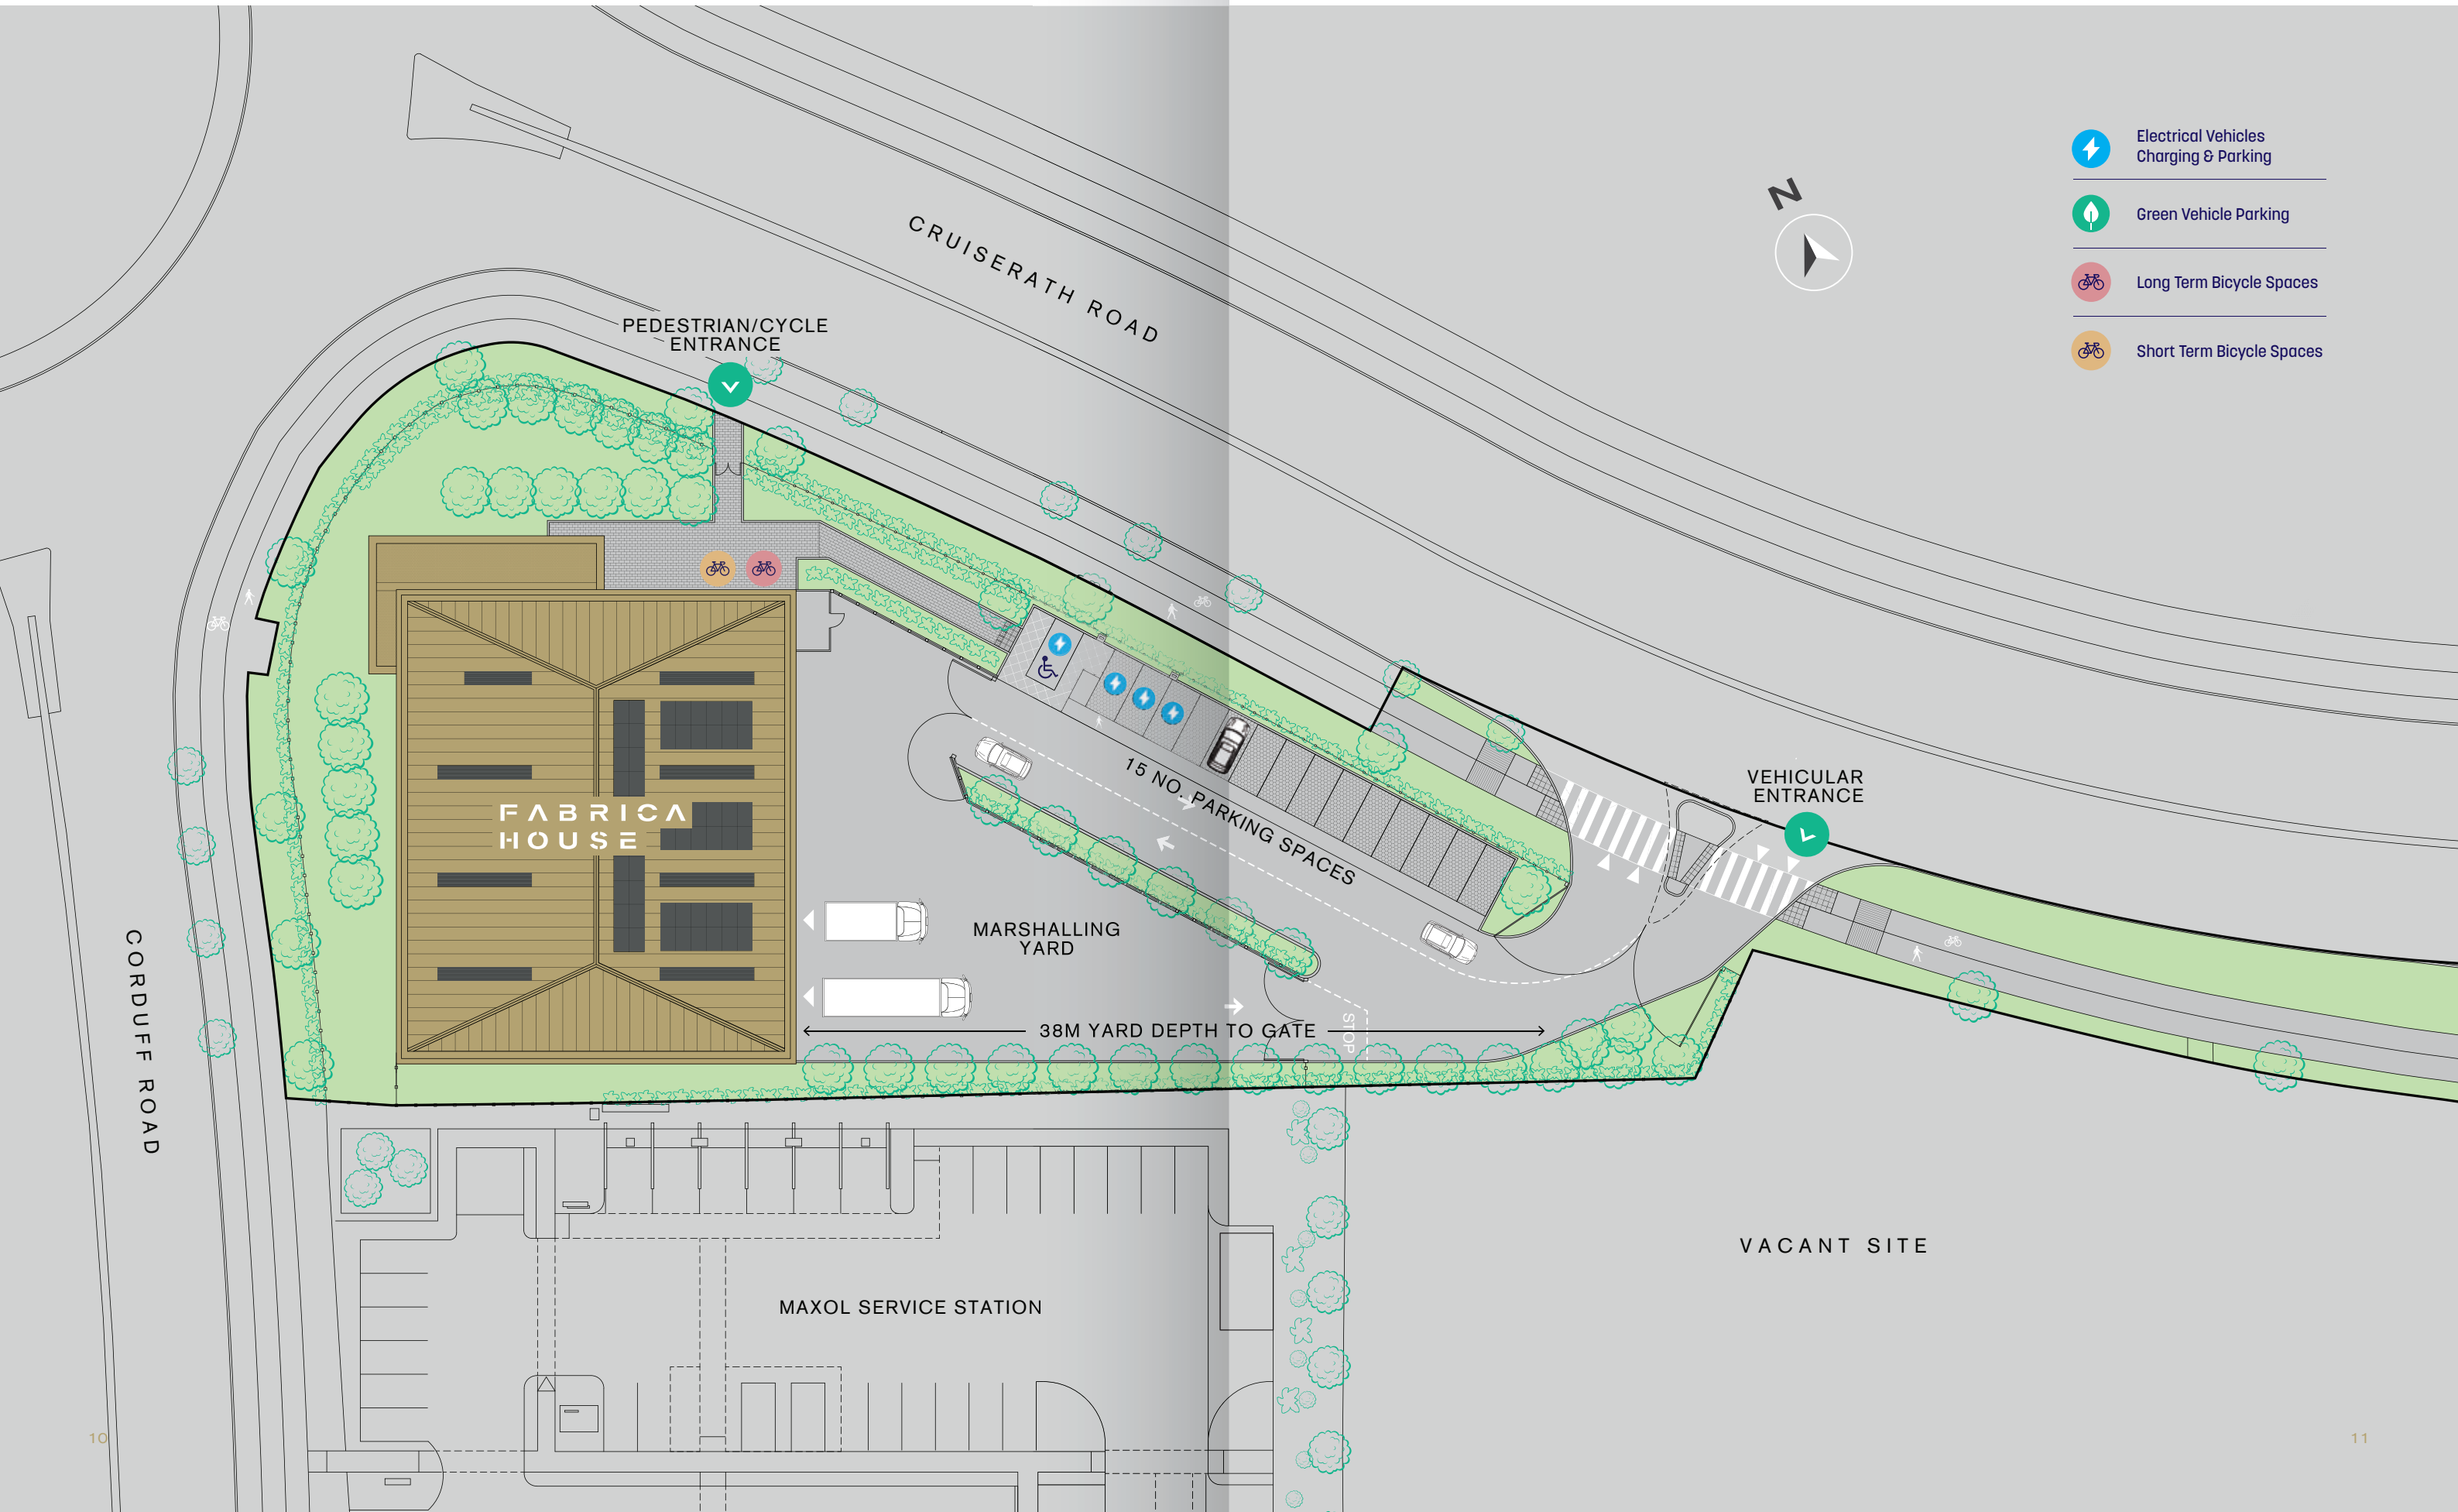 CRUISERATH ROAD
N
Electrical Vehicles
Charging & Parking
Green Vehicle Parking
Long Term Bicycle Spaces
Short Term Bicycle Spaces
PEDESTRIAN/CYCLE
ENTRANCE
15 NO. PARKING SPACES
VEHICULAR
ENTRANCE
FABRICA
HOUSE
MARSHALLING
YARD
38M YARD DEPTH TO GATE
STOP
CORDUFF ROAD
VACANT SITE
MAXOL SERVICE STATION
10
11